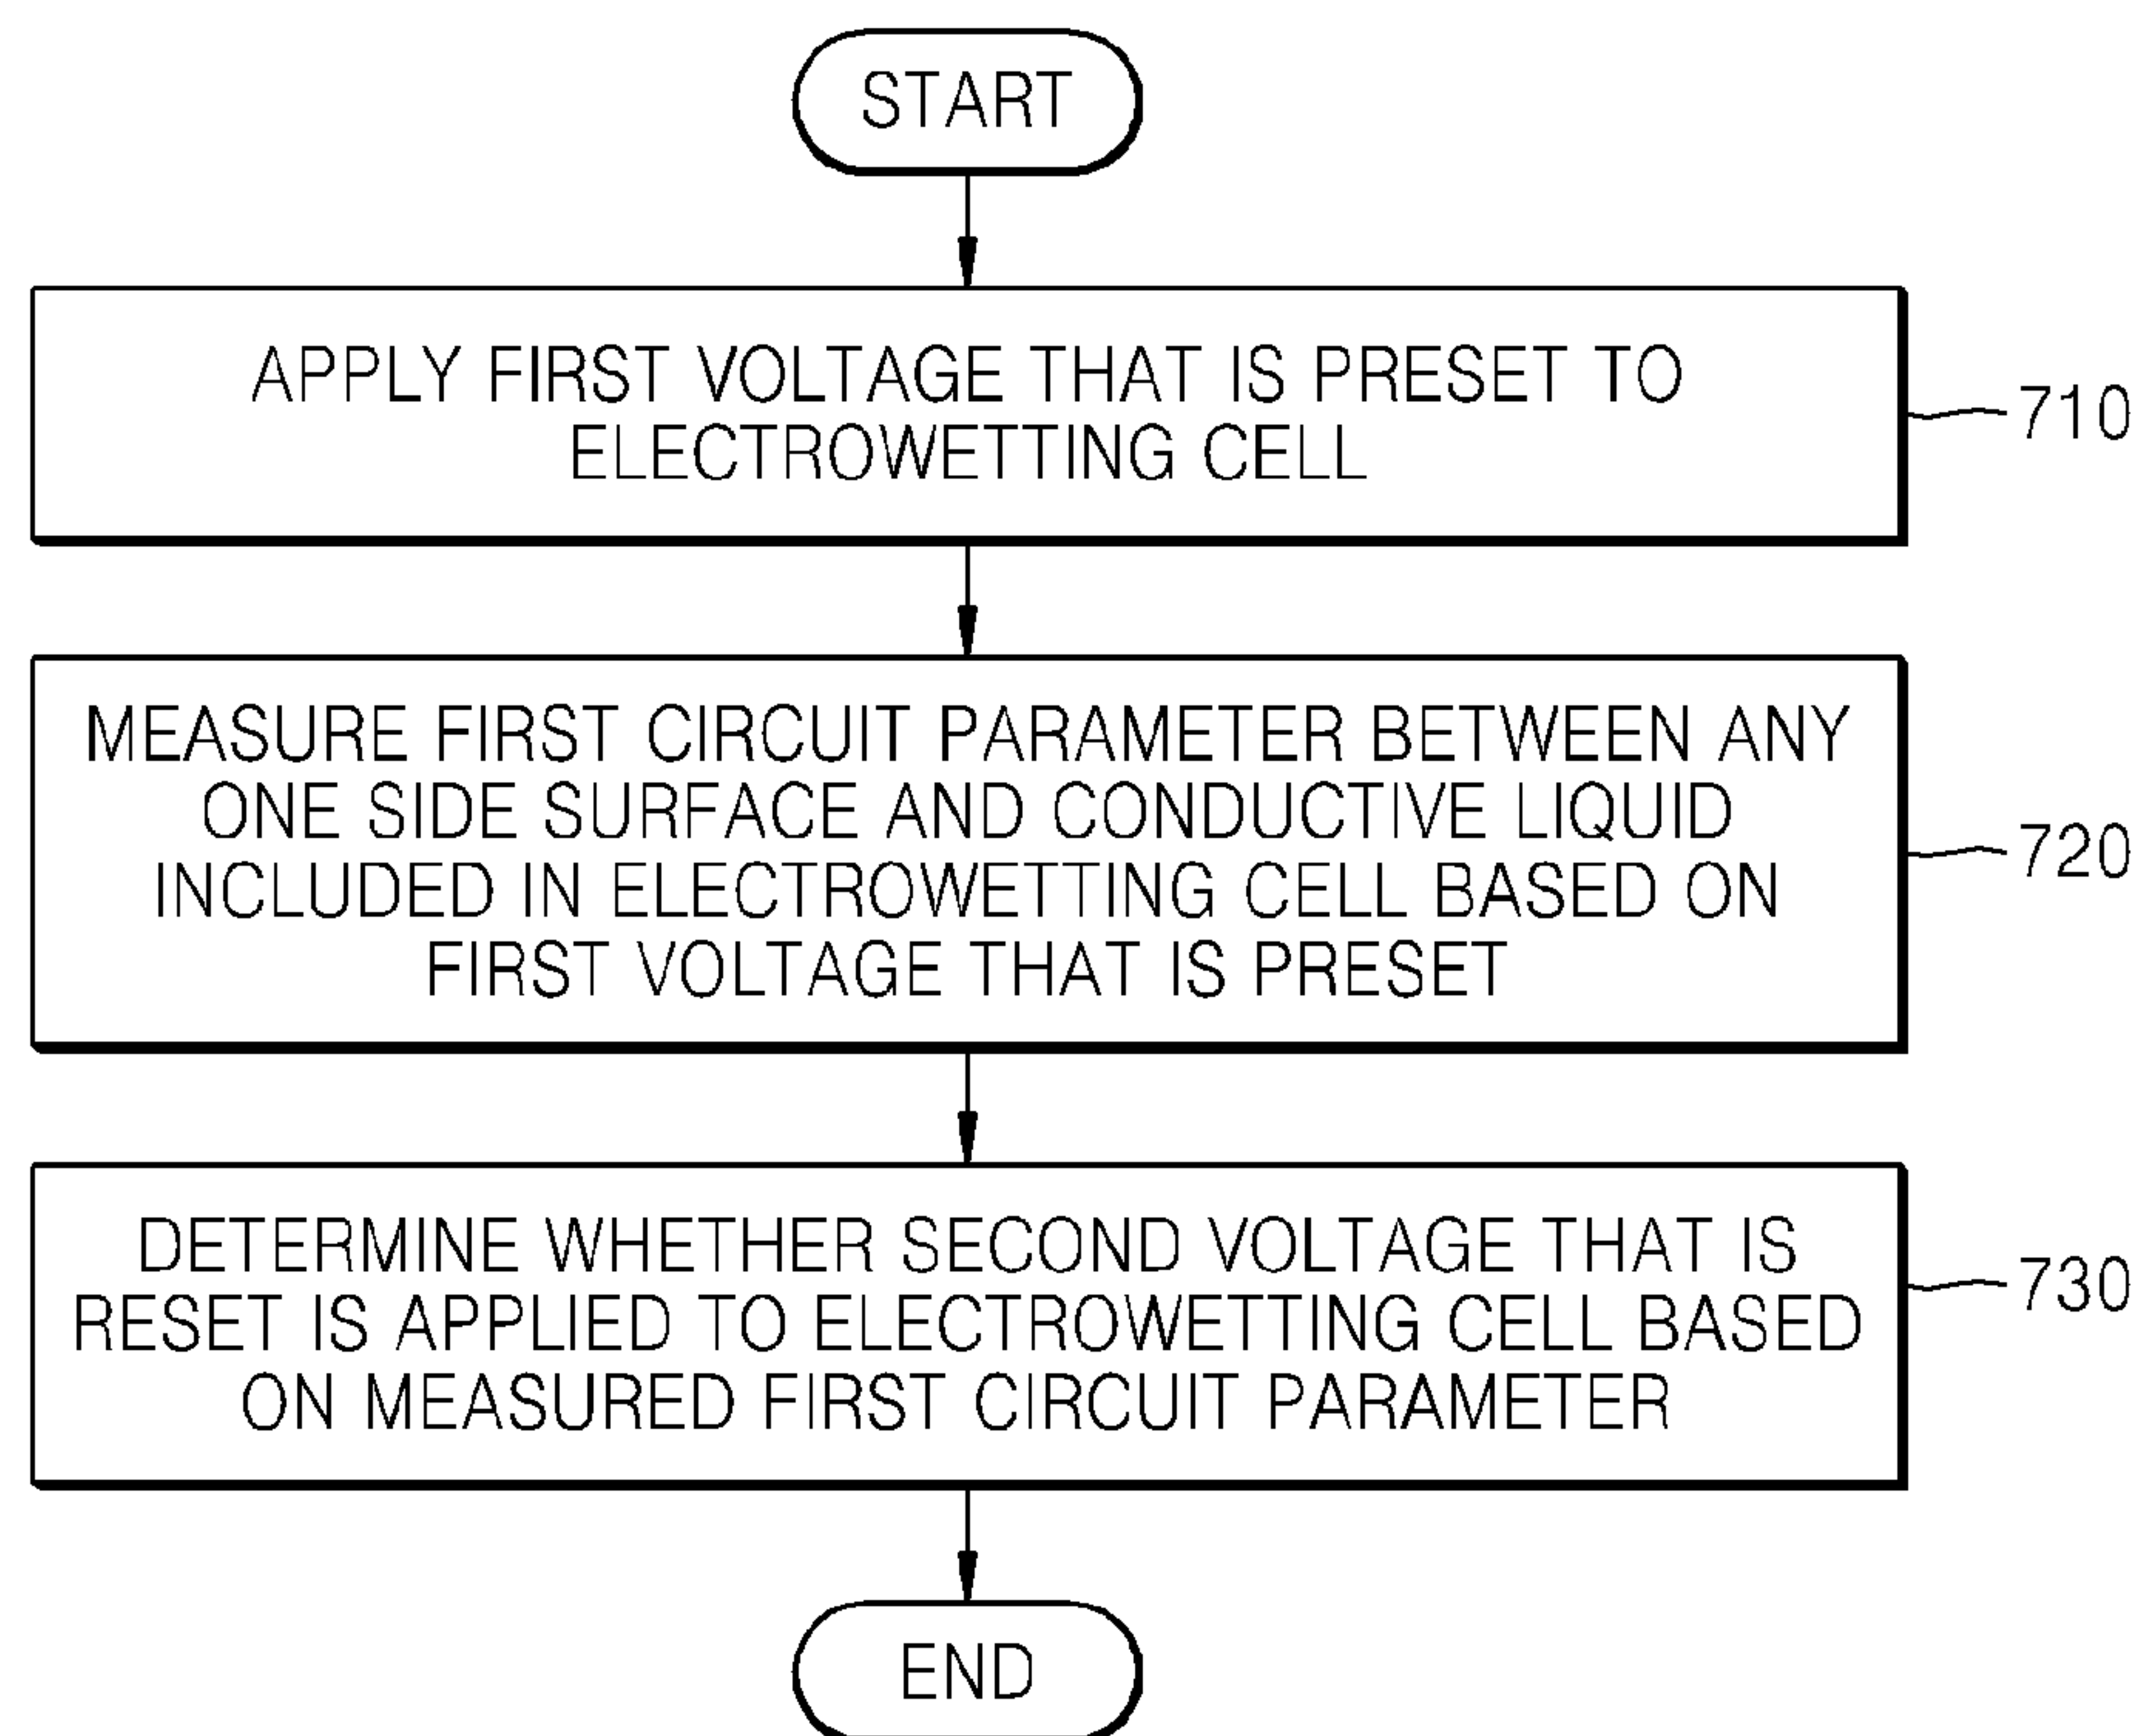 START
APPLY FIRST VOLTAGE THAT IS PRESET TO
ELECTROWETTING CELL
710
MEASURE FIRST CIRCUIT PARAMETER BETWEEN ANY
ONE SIDE SURFACE AND CONDUCTIVE LIQUID
INCLUDED IN ELECTROWETTING CELL BASED ON
FIRST VOLTAGE THAT IS PRESET
720
DETERMINE WHETHER SECOND VOLTAGE THAT IS
RESET IS APPLIED TO ELECTROWETTING CELL BASED
ON MEASURED FIRST CIRCUIT PARAMETER
730
END